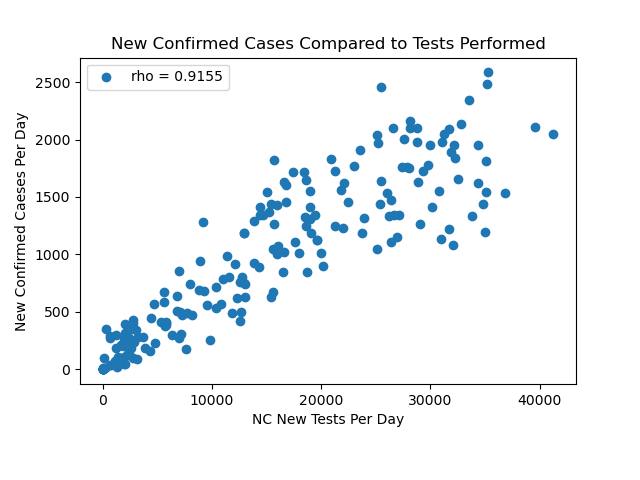 New Confirmed Cases Compared to Tests Performed
rho = 0.9155
New Confirmed Caeses Per Day
2500
2000
1500
1000
500
0
0 10000 20000 30000 40000
NC New Tests Per Day